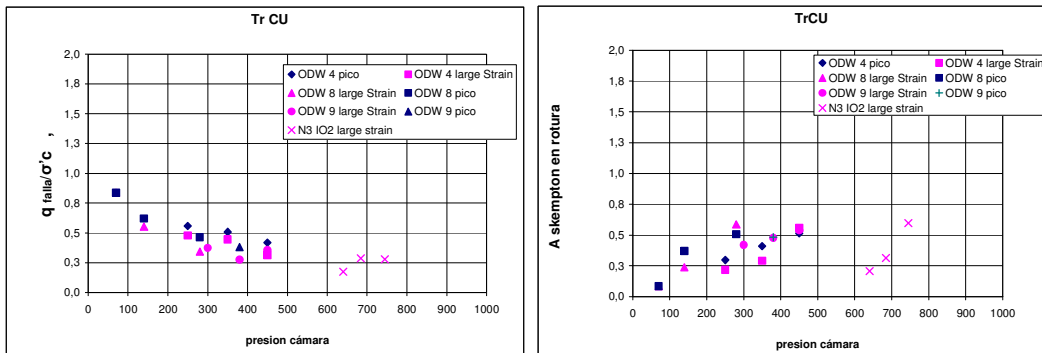 Tr CU
q falla/σ'c ,
2,0
1,8
1,5
1,3
1,0
0,8
0,5
0,3
0,0
ODW 4 pico
ODW 4 large Strain
ODW 8 large Strain
ODW 8 pico
ODW 9 large Strain
ODW 9 pico
N3 IO2 large strain
0 100 200 300 400 500 600 700 800 900 1000
presion cámara
TrCU
A skempton en rotura
2,0
1,8
1,5
1,3
1,0
0,8
0,5
0,3
0,0
ODW 4 pico
ODW 4 large Strain
ODW 8 large Strain
ODW 8 pico
ODW 9 large Strain
ODW 9 pico
N3 IO2 large strain
0 100 200 300 400 500 600 700 800 900 1000
presion cámara